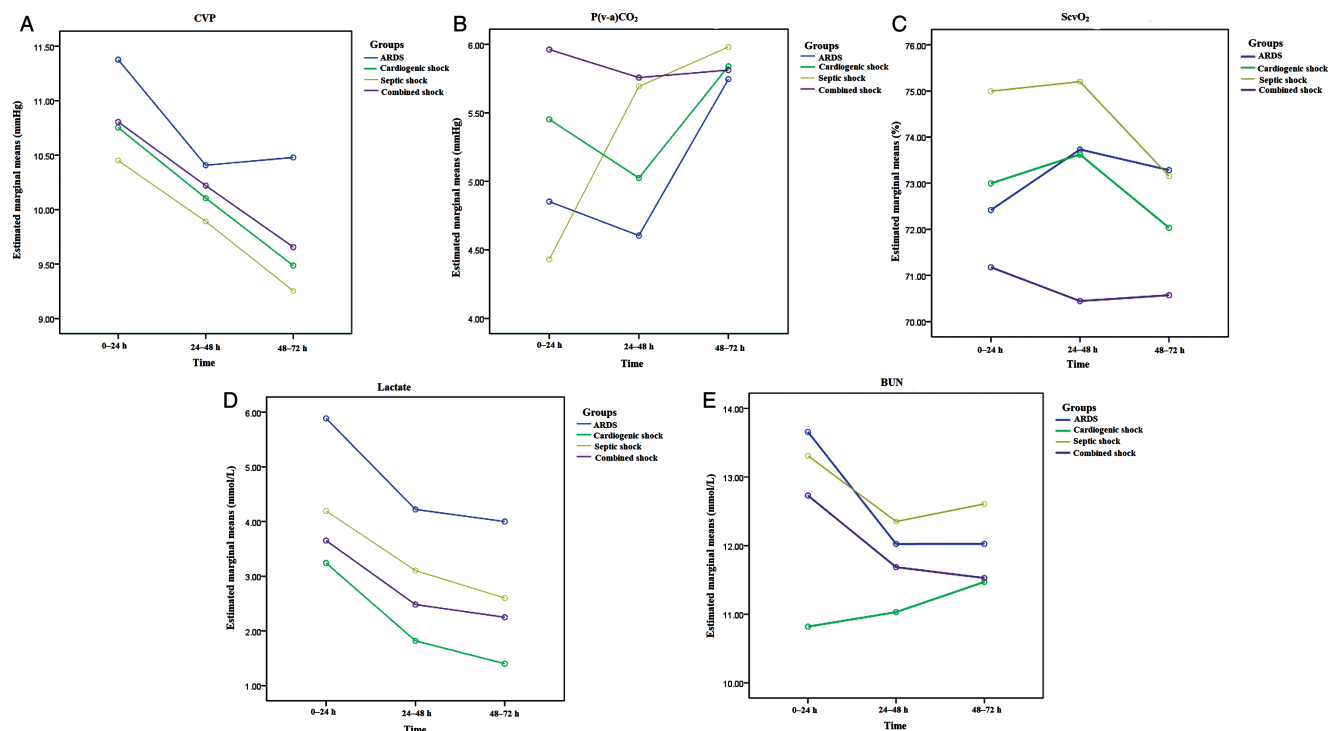 A
CVP
Groups
ARDS
Cardiogenic shock
Septic shock
Combined shock
Estimated marginal means (mmHg)
11.50
11.00
10.50
10.00
9.50
9.00
0–24 h
24–48 h
48–72 h
Time
B
P(v-a)CO₂
Groups
ARDS
Cardiogenic shock
Septic shock
Combined shock
Estimated marginal means (mmHg)
6.00
5.50
5.00
4.50
4.00
0–24 h
24–48 h
48–72 h
Time
C
ScvO₂
Groups
ARDS
Cardiogenic shock
Septic shock
Combined shock
Estimated marginal means (%)
76.00
75.00
74.00
73.00
72.00
71.00
70.00
0–24 h
24–48 h
48–72 h
Time
D
Lactate
Groups
ARDS
Cardiogenic shock
Septic shock
Combined shock
Estimated marginal means (mmol/L)
6.00
5.00
4.00
3.00
2.00
1.00
0–24 h
24–48 h
48–72 h
Time
E
BUN
Groups
ARDS
Cardiogenic shock
Septic shock
Combined shock
Estimated marginal means (mmol/L)
14.00
13.00
12.00
11.00
10.00
0–24 h
24–48 h
48–72 h
Time